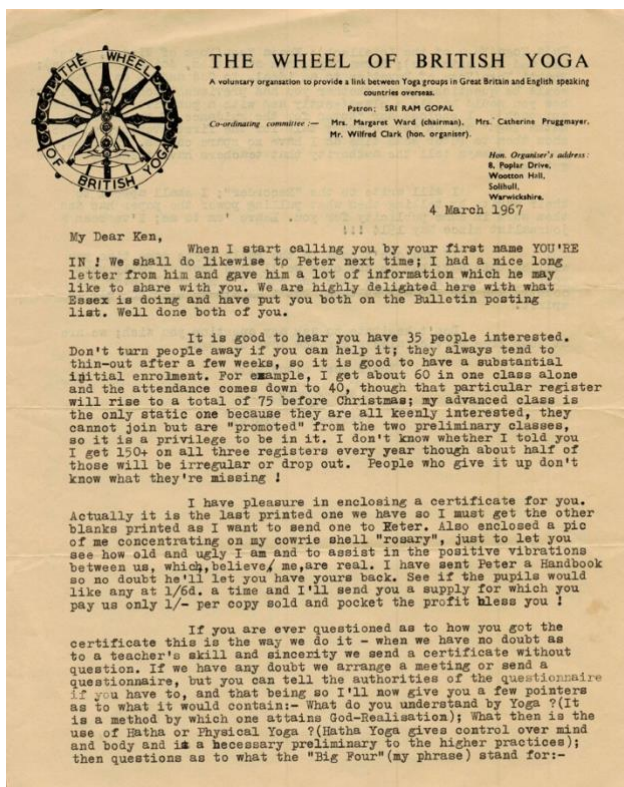 THE WHEEL
OF BRITISH YOGA
THE WHEEL OF BRITISH YOGA
A voluntary organsation to provide a link between Yoga groups in Great Britain and English speaking
countries overseas.
Patron: SRI RAM GOPAL
Co-ordinating committee :— Mrs. Margaret Ward (chairman), Mrs. Catherine Pruggmayer,
Mr. Wilfred Clark (hon. organiser).
Hon. Organiser's address:
8, Poplar Drive,
Wootton Hall,
Solihull,
Warwickshire.
4 March 1967
My Dear Ken,
When I start calling you by your first name YOU'RE
IN ! We shall do likewise to Peter next time; I had a nice long
letter from him and gave him a lot of information which he may
like to share with you. We are highly delighted here with what
Essex is doing and have put you both on the Bulletin posting
list. Well done both of you.
It is good to hear you have 35 people interested.
Don't turn people away if you can help it; they always tend to
thin-out after a few weeks, so it is good to have a substantial
initial enrolment. For example, I get about 60 in one class alone
and the attendance comes down to 40, though that particular register
will rise to a total of 75 before Christmas; my advanced class is
the only static one because they are all keenly interested, they
cannot join but are "promoted" from the two preliminary classes,
so it is a privilege to be in it. I don't know whether I told you
I get 150+ on all three registers every year though about half of
those will be irregular or drop out. People who give it up don't
know what they're missing !
I have pleasure in enclosing a certificate for you.
Actually it is the last printed one we have so I must get the other
blanks printed as I want to send one to Peter. Also enclosed a pic
of me concentrating on my cowrie shell "rosary", just to let you
see how old and ugly I am and to assist in the positive vibrations
between us, which, believe me, are real. I have sent Peter a Handbook
so no doubt he'll let you have yours back. See if the pupils would
like any at 1/6d. a time and I'll send you a supply for which you
pay us only 1/- per copy sold and pocket the profit bless you !
If you are ever questioned as to how you got the
certificate this is the way we do it - when we have no doubt as
to a teacher's skill and sincerity we send a certificate without
question. If we have any doubt we arrange a meeting or send a
questionnaire, but you can tell the authorities of the questionnaire
if you have to, and that being so I'll now give you a few pointers
as to what it would contain:- What do you understand by Yoga ?(It
is a method by which one attains God-Realisation); What then is the
use of Hatha or Physical Yoga ?(Hatha Yoga gives control over mind
and body and is a necessary preliminary to the higher practices);
then questions as to what the "Big Four"(my phrase) stand for:-